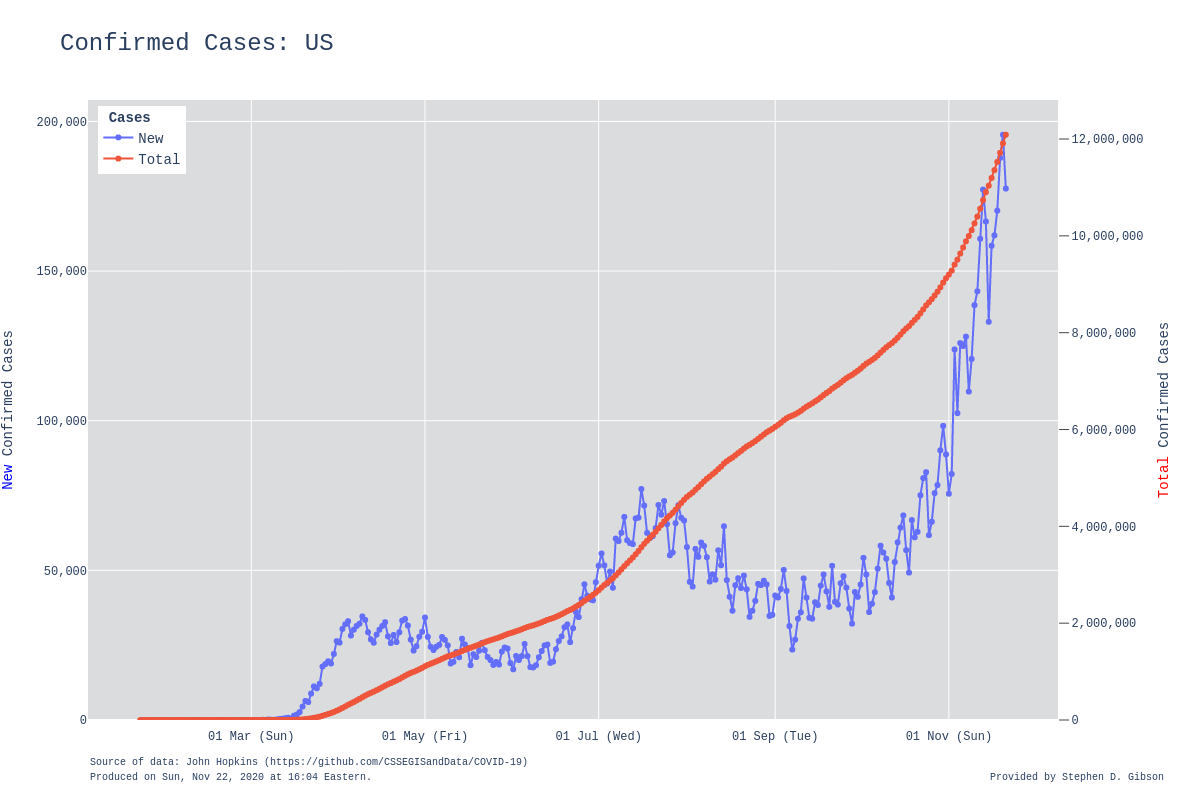 Confirmed Cases: US
Cases
New
Total
200,000
150,000
100,000
50,000
0
12,000,000
10,000,000
8,000,000
6,000,000
4,000,000
2,000,000
0
New Confirmed Cases
Total Confirmed Cases
01 Mar (Sun)
01 May (Fri)
01 Jul (Wed)
01 Sep (Tue)
01 Nov (Sun)
Source of data: John Hopkins (https://github.com/CSSEGISandData/COVID-19)
Produced on Sun, Nov 22, 2020 at 16:04 Eastern.
Provided by Stephen D. Gibson